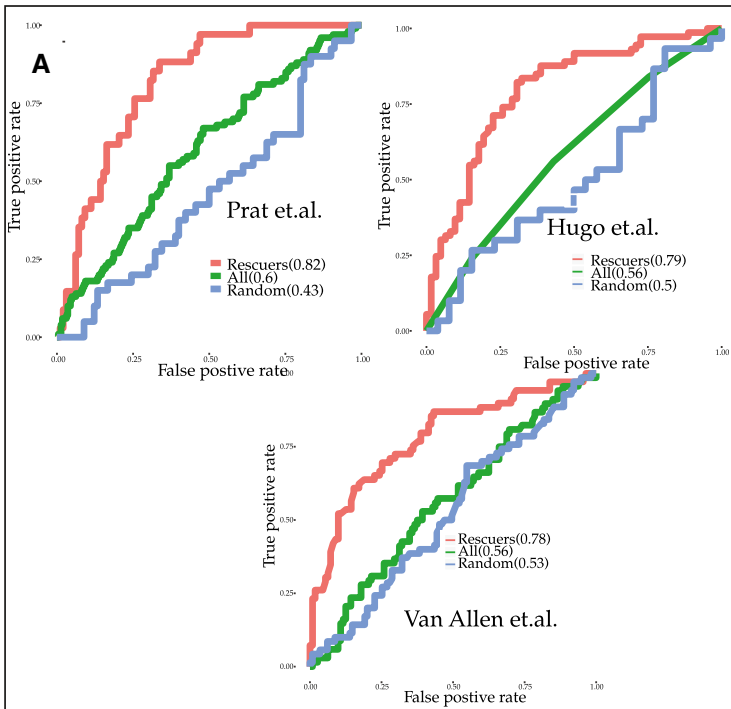 A
1.00
0.75
0.50
0.25
0.00
True positive rate
Prat et.al.
Rescuers(0.82)
All(0.6)
Random(0.43)
0.00
0.25
0.50
0.75
1.00
False postive rate
1.00
0.75
0.50
0.25
0.00
True positive rate
Hugo et.al.
Rescuers(0.79)
All(0.56)
Random(0.5)
0.00
0.25
0.50
0.75
1.00
False postive rate
0.75
0.50
0.25
0.00
True positive rate
Rescuers(0.78)
All(0.56)
Random(0.53)
Van Allen et.al.
0.00
0.25
0.50
0.75
1.00
False postive rate